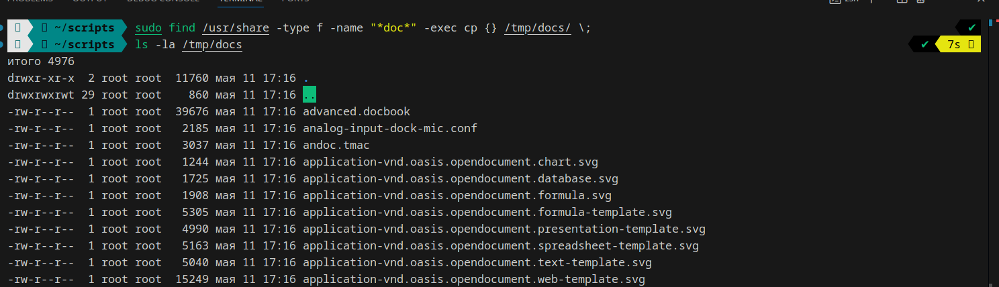 PROBLEMS OUTPUT DEBUG CONSOLE TERMINAL PORTS zsh
~/scripts sudo find /usr/share -type f -name "*doc*" -exec cp {} /tmp/docs/ \; ✔
~/scripts ls -la /tmp/docs ✔ 7s
итого 4976
drwxr-xr-x 2 root root 11760 мая 11 17:16 .
drwxrwxrwt 29 root root 860 мая 11 17:16 ..
-rw-r--r-- 1 root root 39676 мая 11 17:16 advanced.docbook
-rw-r--r-- 1 root root 2185 мая 11 17:16 analog-input-dock-mic.conf
-rw-r--r-- 1 root root 3037 мая 11 17:16 andoc.tmac
-rw-r--r-- 1 root root 1244 мая 11 17:16 application-vnd.oasis.opendocument.chart.svg
-rw-r--r-- 1 root root 1725 мая 11 17:16 application-vnd.oasis.opendocument.database.svg
-rw-r--r-- 1 root root 1908 мая 11 17:16 application-vnd.oasis.opendocument.formula.svg
-rw-r--r-- 1 root root 5305 мая 11 17:16 application-vnd.oasis.opendocument.formula-template.svg
-rw-r--r-- 1 root root 4990 мая 11 17:16 application-vnd.oasis.opendocument.presentation-template.svg
-rw-r--r-- 1 root root 5163 мая 11 17:16 application-vnd.oasis.opendocument.spreadsheet-template.svg
-rw-r--r-- 1 root root 5040 мая 11 17:16 application-vnd.oasis.opendocument.text-template.svg
-rw-r--r-- 1 root root 15249 мая 11 17:16 application-vnd.oasis.opendocument.web-template.svg